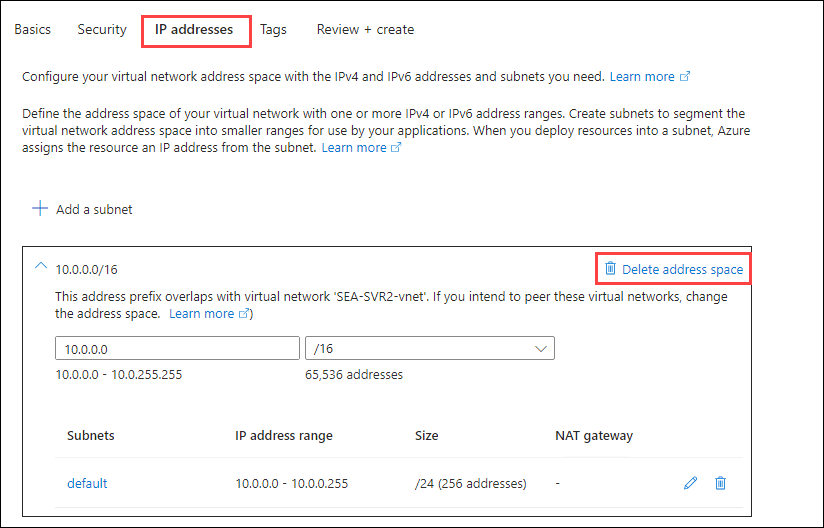 Basics Security IP addresses Tags Review + create
Configure your virtual network address space with the IPv4 and IPv6 addresses and subnets you need. Learn more
Define the address space of your virtual network with one or more IPv4 or IPv6 address ranges. Create subnets to segment the
virtual network address space into smaller ranges for use by your applications. When you deploy resources into a subnet, Azure
assigns the resource an IP address from the subnet. Learn more
Add a subnet
10.0.0.0/16 Delete address space
This address prefix overlaps with virtual network 'SEA-SVR2-vnet'. If you intend to peer these virtual networks, change
the address space. Learn more )
10.0.0.0 /16
10.0.0.0 - 10.0.255.255 65,536 addresses
Subnets IP address range Size NAT gateway
default 10.0.0.0 - 10.0.0.255 /24 (256 addresses) -